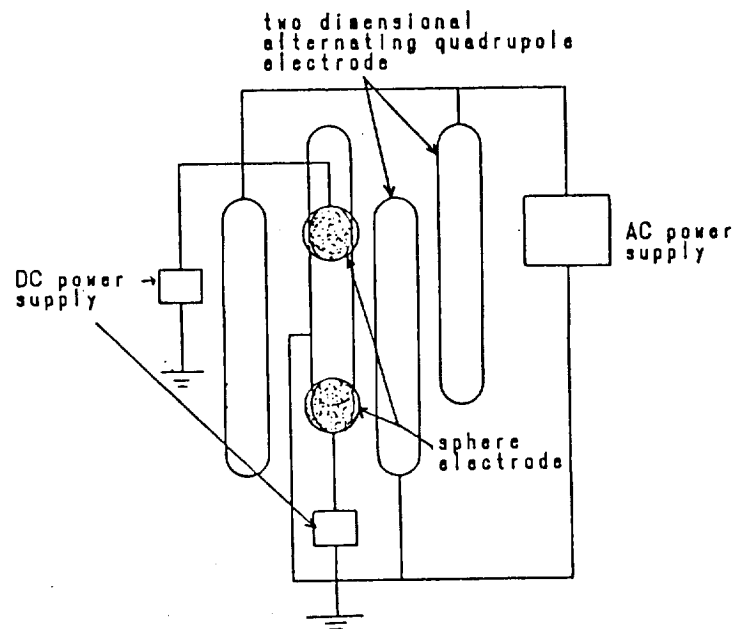 two dimensional
alternating quadrupole
electrode
AC power
supply
DC power
supply
sphere
electrode